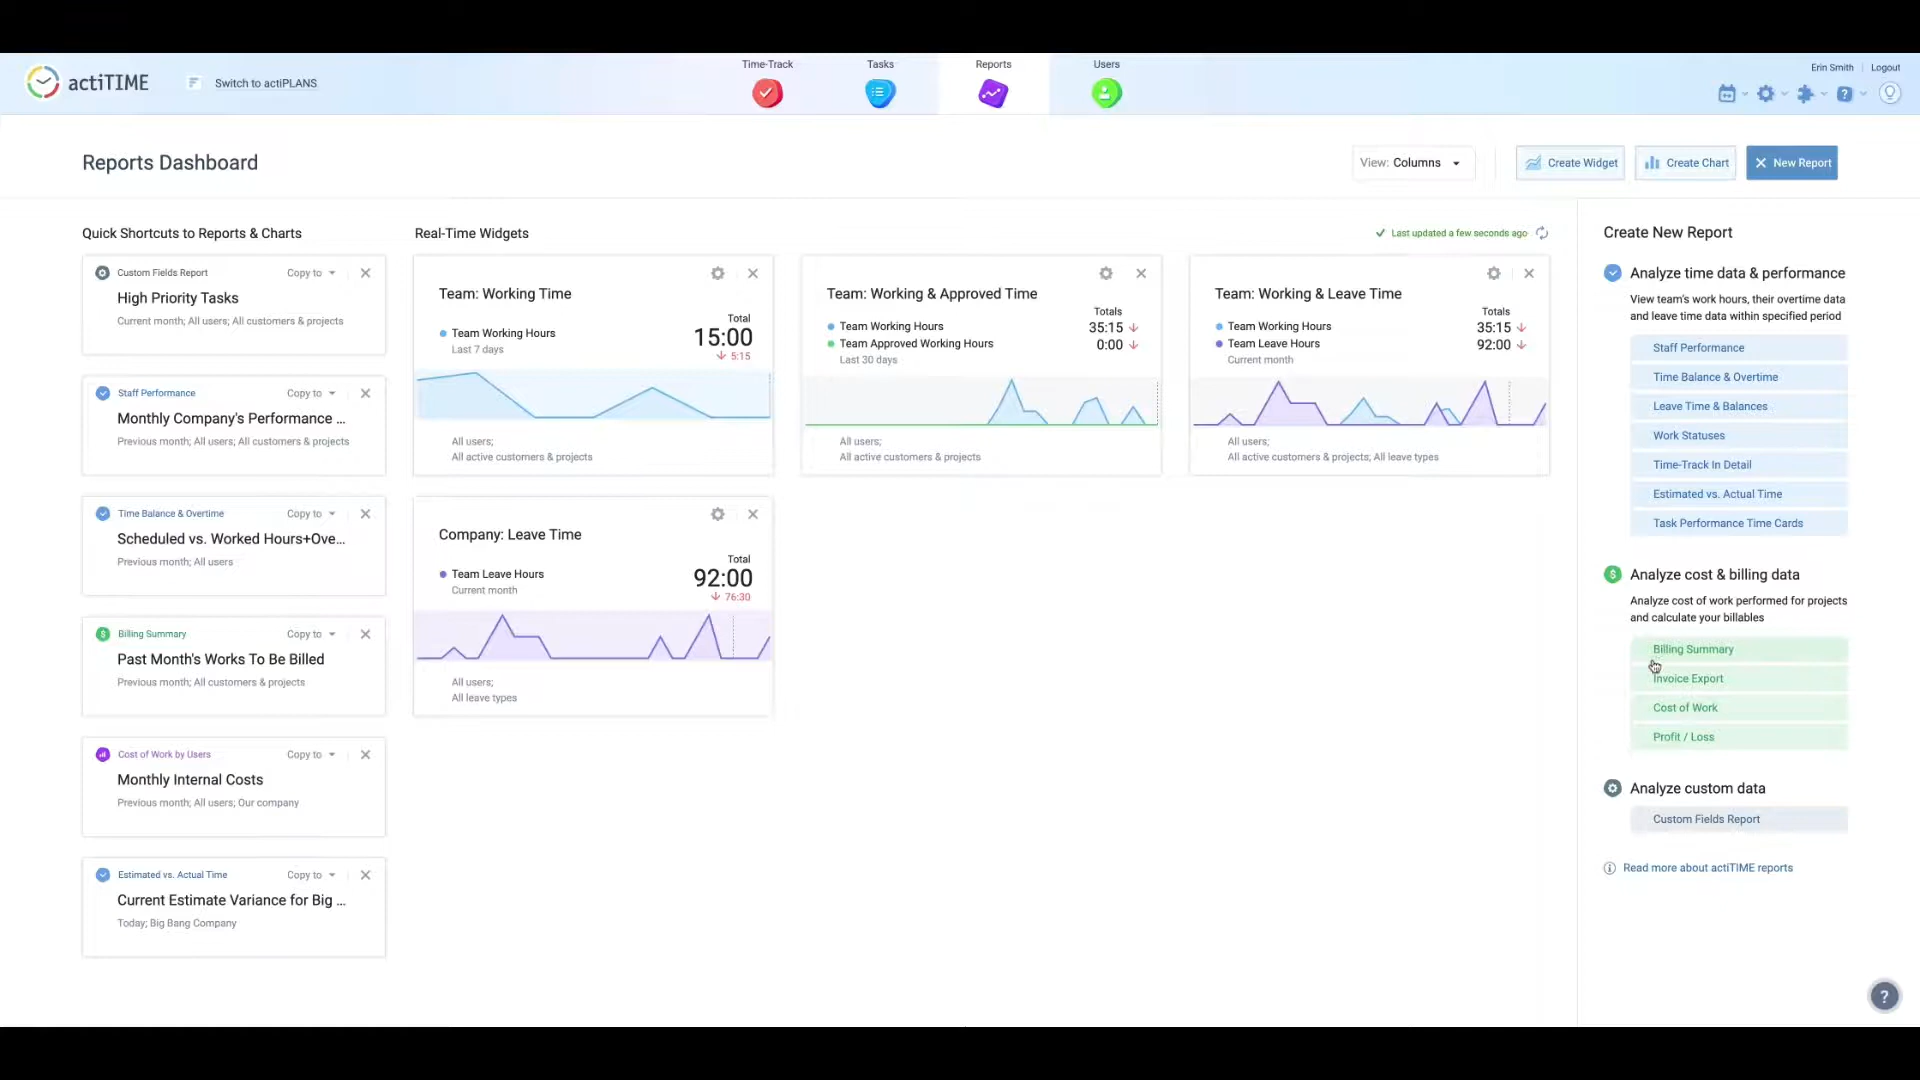 actiTIME
Switch to actiPLANS
Time-Track
Tasks
Reports
Users
Erin Smith
Logout
Reports Dashboard
View: Columns
Create Widget
Create Chart
New Report
Quick Shortcuts to Reports & Charts
Custom Fields Report
Copy to
High Priority Tasks
Current month; All users; All customers & projects
Staff Performance
Copy to
Monthly Company's Performance ...
Previous month; All users; All customers & projects
Time Balance & Overtime
Copy to
Scheduled vs. Worked Hours+Ove...
Previous month; All users
Billing Summary
Copy to
Past Month's Works To Be Billed
Previous month; All customers & projects
Cost of Work by Users
Copy to
Monthly Internal Costs
Previous month; All users; Our company
Estimated vs. Actual Time
Copy to
Current Estimate Variance for Big ...
Today; Big Bang Company
Real-Time Widgets
Last updated a few seconds ago
Team: Working Time
Total
Team Working Hours
15:00
Last 7 days
5:15
All users;
All active customers & projects
Team: Working & Approved Time
Totals
Team Working Hours
35:15
Team Approved Working Hours
0:00
Last 30 days
All users;
All active customers & projects
Team: Working & Leave Time
Totals
Team Working Hours
35:15
Team Leave Hours
92:00
Current month
All users;
All active customers & projects; All leave types
Company: Leave Time
Total
Team Leave Hours
92:00
Current month
76:30
All users;
All leave types
Create New Report
Analyze time data & performance
View team's work hours, their overtime data
and leave time data within specified period
Staff Performance
Time Balance & Overtime
Leave Time & Balances
Work Statuses
Time-Track In Detail
Estimated vs. Actual Time
Task Performance Time Cards
Analyze cost & billing data
Analyze cost of work performed for projects
and calculate your billables
Billing Summary
Invoice Export
Cost of Work
Profit / Loss
Analyze custom data
Custom Fields Report
Read more about actiTIME reports
?